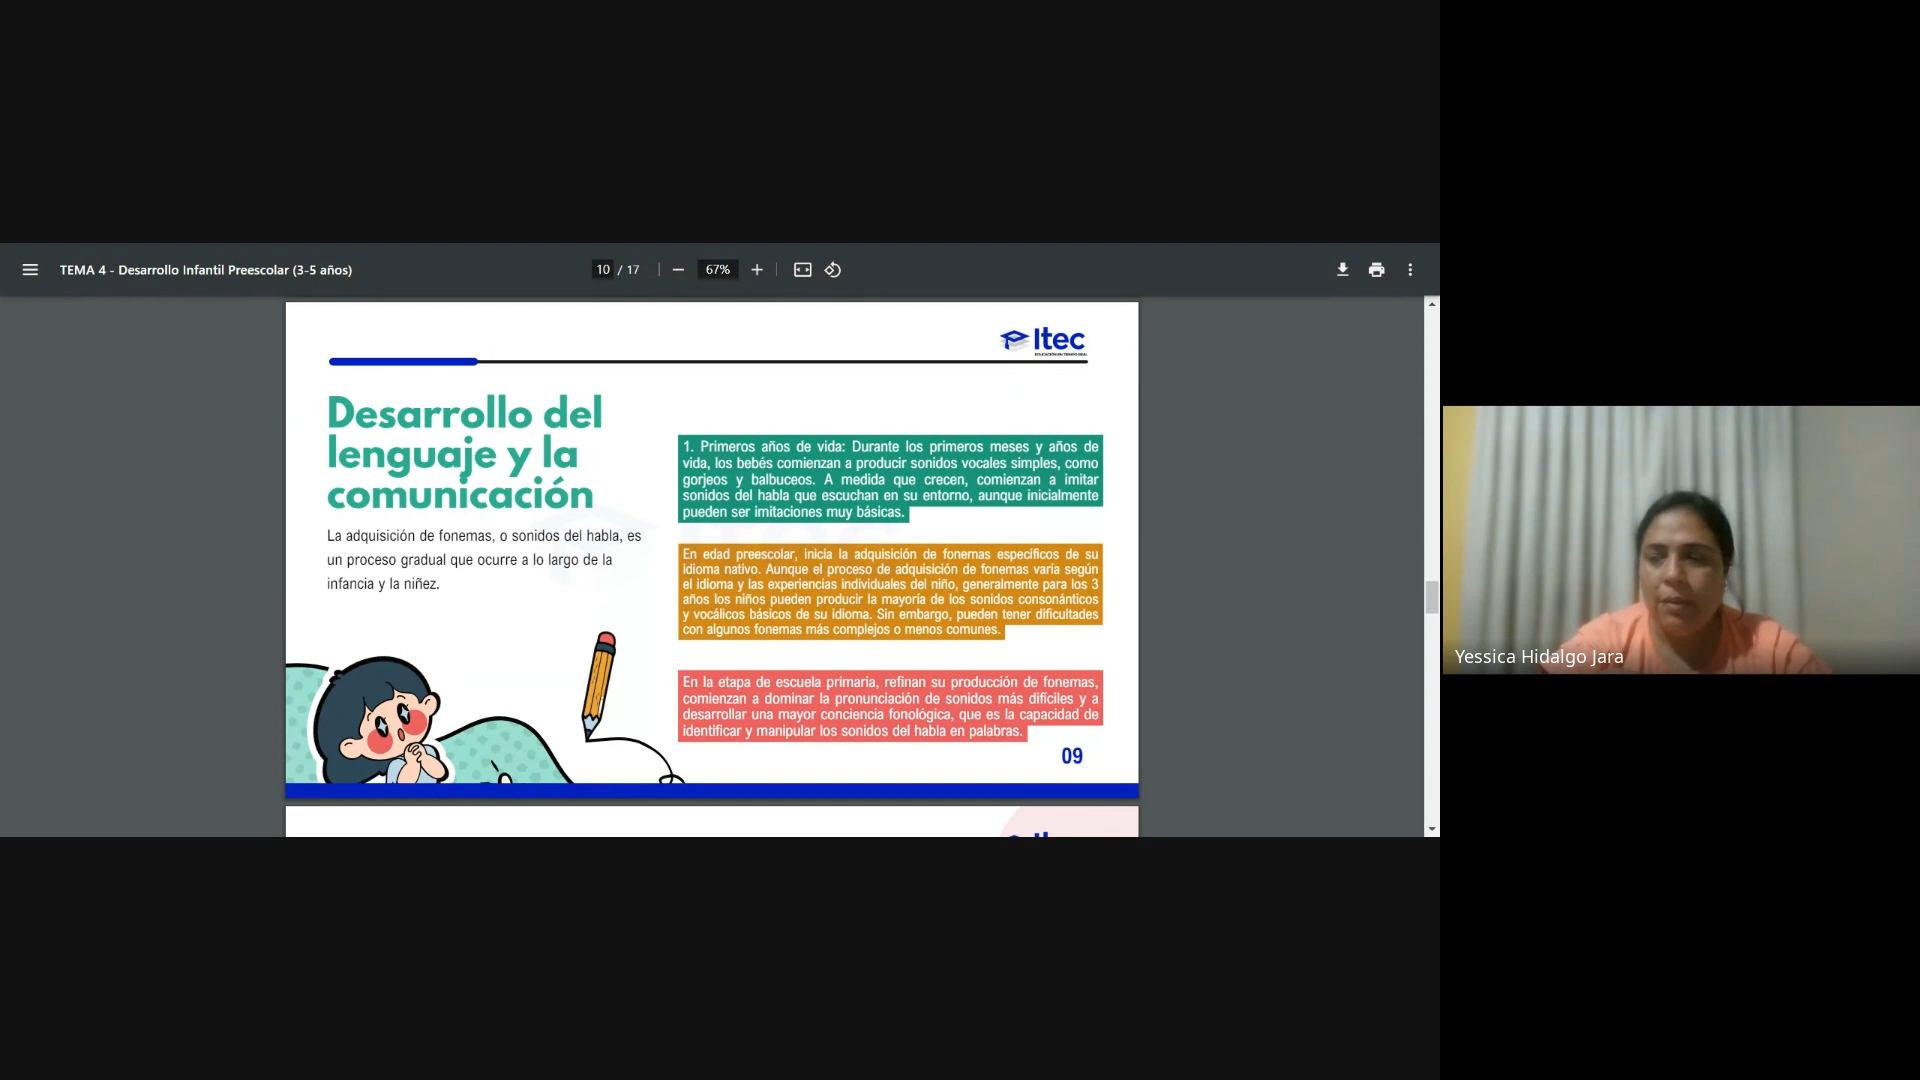 TEMA 4 - Desarrollo Infantil Preescolar (3-5 años)
10 / 17
67%
Itec
Desarrollo del
lenguaje y la
comunicación
La adquisición de fonemas, o sonidos del habla, es
un proceso gradual que ocurre a lo largo de la
infancia y la niñez.
1. Primeros años de vida: Durante los primeros meses y años de
vida, los bebés comienzan a producir sonidos vocales simples, como
gorjeos y balbuceos. A medida que crecen, comienzan a imitar
sonidos del habla que escuchan en su entorno, aunque inicialmente
pueden ser imitaciones muy básicas.
En edad preescolar, inicia la adquisición de fonemas específicos de su
idioma nativo. Aunque el proceso de adquisición de fonemas varía según
el idioma y las experiencias individuales del niño, generalmente para los 3
años los niños pueden producir la mayoría de los sonidos consonánticos
y vocálicos básicos de su idioma. Sin embargo, pueden tener dificultades
con algunos fonemas más complejos o menos comunes.
En la etapa de escuela primaria, refinan su producción de fonemas,
comienzan a dominar la pronunciación de sonidos más difíciles y a
desarrollar una mayor conciencia fonológica, que es la capacidad de
identificar y manipular los sonidos del habla en palabras.
09
Yessica Hidalgo Jara